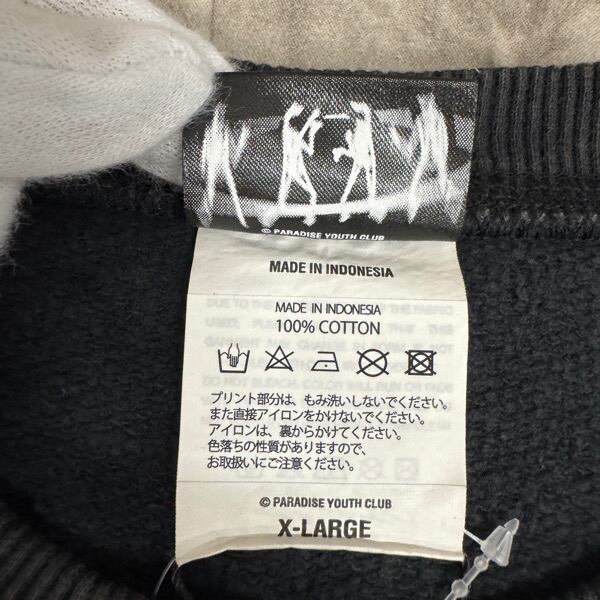 © PARADISE YOUTH CLUB
MADE IN INDONESIA
MADE IN INDONESIA
100% COTTON
プリント部分は、もみ洗いしないでください。
また直接アイロンをかけないでください。
アイロンは、裏からかけてください。
色落ちの性質がありますので、
お取扱いにご注意ください。
© PARADISE YOUTH CLUB
X-LARGE